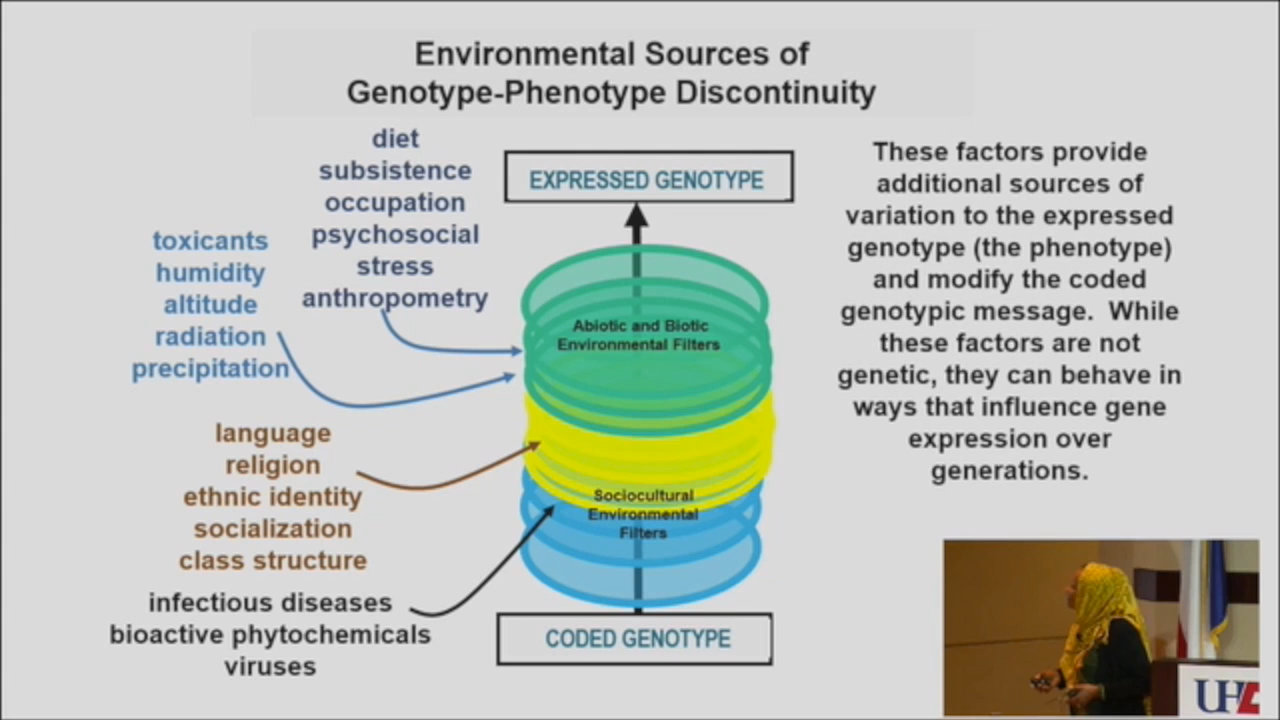 Environmental Sources of
Genotype-Phenotype Discontinuity
diet
subsistence
occupation
psychosocial
stress
anthropometry
toxicants
humidity
altitude
radiation
precipitation
language
religion
ethnic identity
socialization
class structure
infectious diseases
bioactive phytochemicals
viruses
EXPRESSED GENOTYPE
Abiotic and Biotic
Environmental Filters
Sociocultural
Environmental
Filters
CODED GENOTYPE
These factors provide
additional sources of
variation to the expressed
genotype (the phenotype)
and modify the coded
genotypic message. While
these factors are not
genetic, they can behave in
ways that influence gene
expression over
generations.
UH